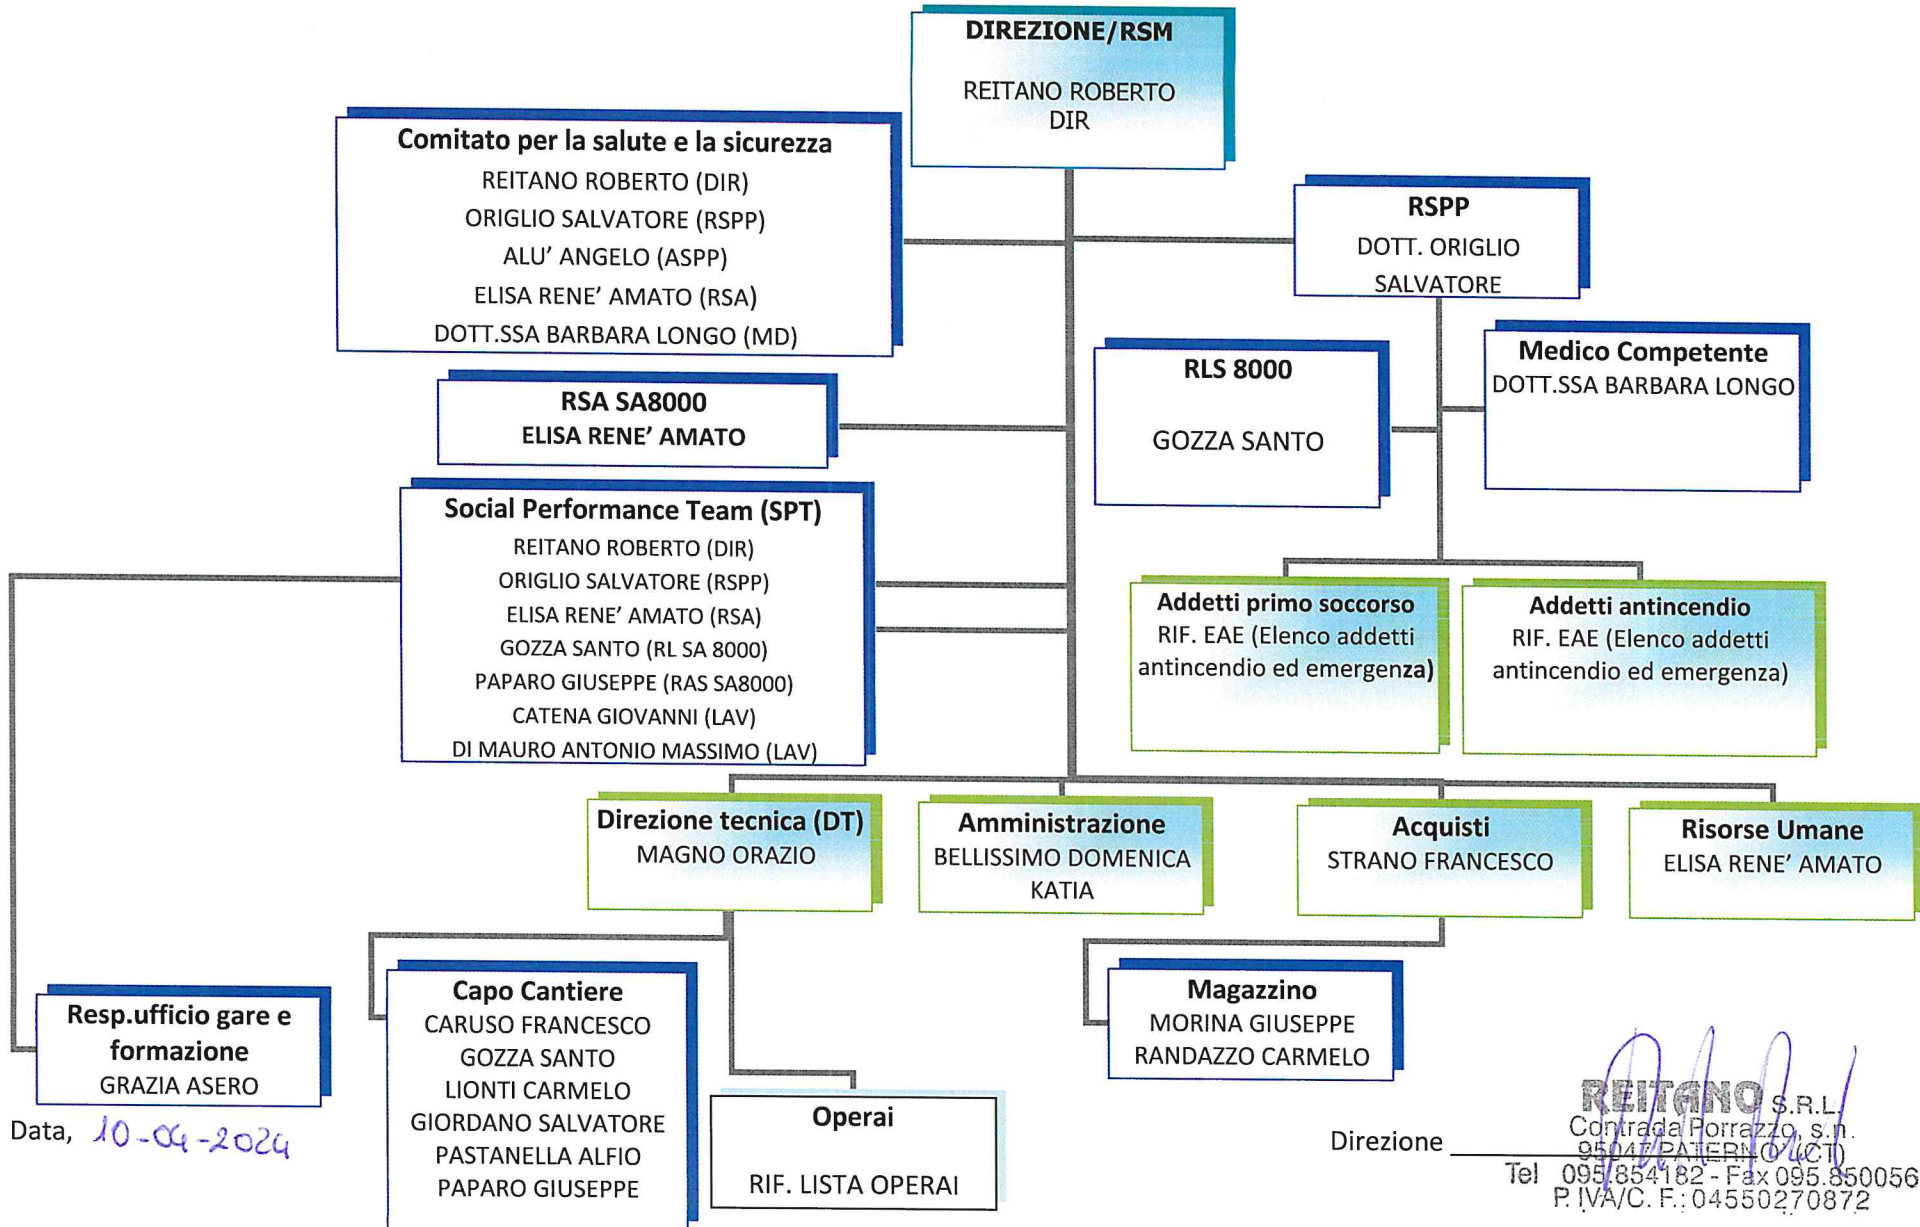 DIREZIONE/RSM
REITANO ROBERTO
DIR
Comitato per la salute e la sicurezza
REITANO ROBERTO (DIR)
ORIGLIO SALVATORE (RSPP)
ALU’ ANGELO (ASPP)
ELISA RENE’ AMATO (RSA)
DOTT.SSA BARBARA LONGO (MD)
RSPP
DOTT. ORIGLIO
SALVATORE
RLS 8000
GOZZA SANTO
Medico Competente
DOTT.SSA BARBARA LONGO
RSA SA8000
ELISA RENE’ AMATO
Social Performance Team (SPT)
REITANO ROBERTO (DIR)
ORIGLIO SALVATORE (RSPP)
ELISA RENE’ AMATO (RSA)
GOZZA SANTO (RL SA 8000)
PAPARO GIUSEPPE (RAS SA8000)
CATENA GIOVANNI (LAV)
DI MAURO ANTONIO MASSIMO (LAV)
Addetti primo soccorso
RIF. EAE (Elenco addetti
antincendio ed emergenza)
Addetti antincendio
RIF. EAE (Elenco addetti
antincendio ed emergenza)
Direzione tecnica (DT)
MAGNO ORAZIO
Amministrazione
BELLISSIMO DOMENICA
KATIA
Acquisti
STRANO FRANCESCO
Risorse Umane
ELISA RENE’ AMATO
Resp.ufficio gare e
formazione
GRAZIA ASERO
Capo Cantiere
CARUSO FRANCESCO
GOZZA SANTO
LIONTI CARMELO
GIORDANO SALVATORE
PASTANELLA ALFIO
PAPARO GIUSEPPE
Operai
RIF. LISTA OPERAI
Magazzino
MORINA GIUSEPPE
RANDAZZO CARMELO
Data, 10-04-2024
Direzione
REITANO S.R.L.
Contrada Porrazzo, s.n.
95047 PATERNO (CT)
Tel 095.854182 - Fax 095.850056
P. IVA/C. F.: 04550270872